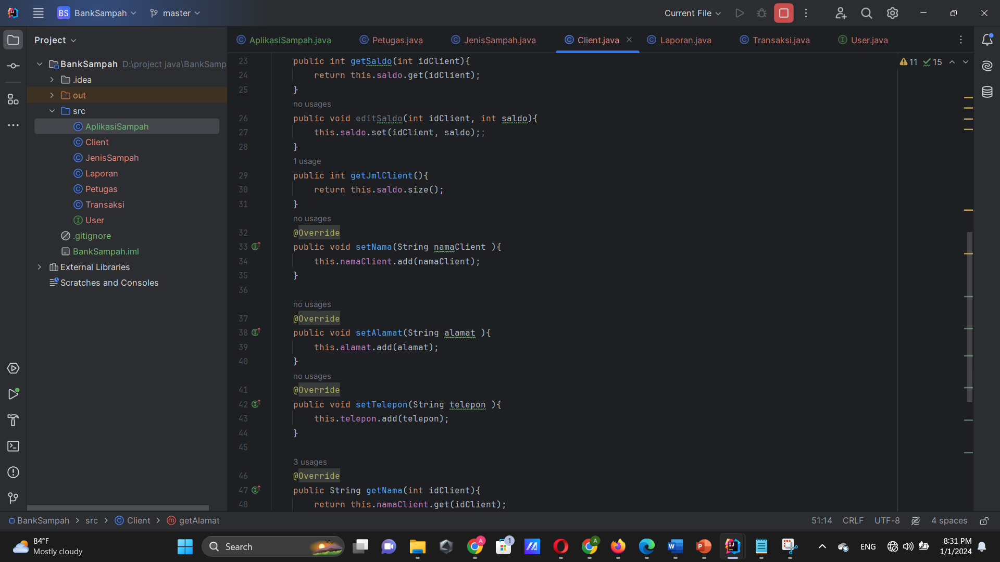 BS BankSampah master Current File
Project
AplikasiSampah.java Petugas.java JenisSampah.java Client.java Laporan.java Transaksi.java User.java
BankSampah D:\project java\BankSamp
.idea
out
src
AplikasiSampah
Client
JenisSampah
Laporan
Petugas
Transaksi
User
.gitignore
BankSampah.iml
External Libraries
Scratches and Consoles
11 15
23 public int getSaldo(int idClient){
24 return this.saldo.get(idClient);
25 }
no usages
26 public void editSaldo(int idClient, int saldo){
27 this.saldo.set(idClient, saldo);;
28 }
1 usage
29 public int getJmlClient(){
30 return this.saldo.size();
31 }
no usages
32 @Override
33 public void setNama(String namaClient ){
34 this.namaClient.add(namaClient);
35 }
36
no usages
37 @Override
38 public void setAlamat(String alamat ){
39 this.alamat.add(alamat);
40 }
no usages
41 @Override
42 public void setTelepon(String telepon ){
43 this.telepon.add(telepon);
44 }
45
3 usages
46 @Override
47 public String getNama(int idClient){
48 return this.namaClient.get(idClient);
BankSampah > src > Client > getAlamat
51:14 CRLF UTF-8 4 spaces
84°F
Mostly cloudy
Search
ENG
8:31 PM
1/1/2024